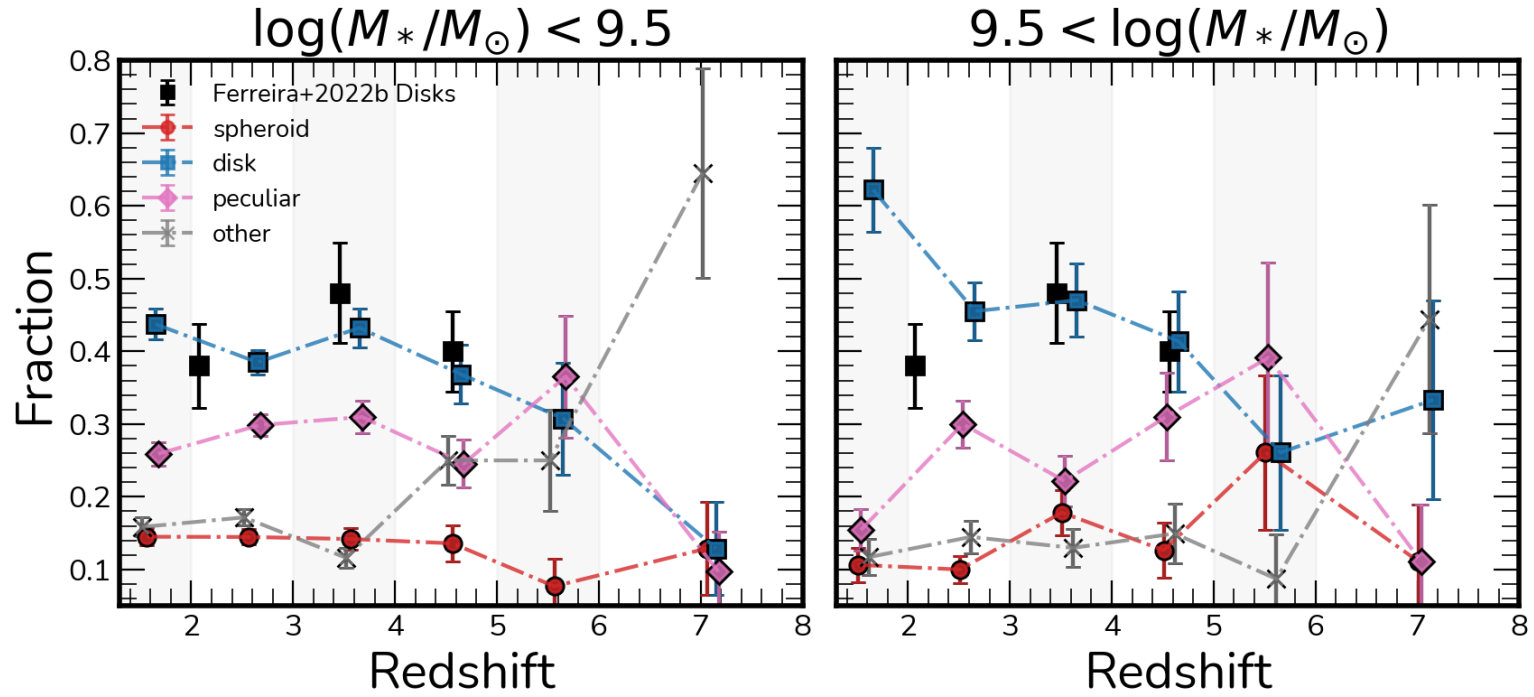 log(M∗/M⊙) < 9.5
9.5 < log(M∗/M⊙)
Fraction
0.8
0.7
0.6
0.5
0.4
0.3
0.2
0.1
Ferreira+2022b Disks
spheroid
disk
peculiar
other
2 3 4 5 6 7 8
2 3 4 5 6 7 8
Redshift
Redshift